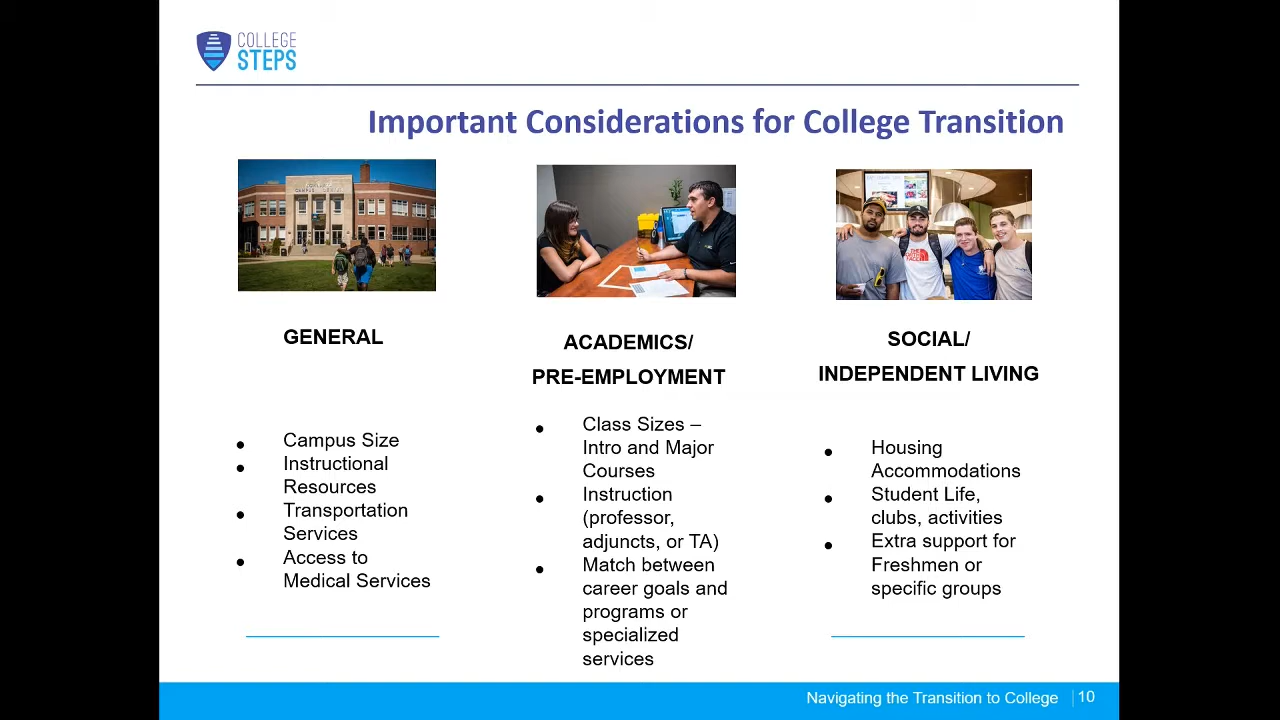 COLLEGE
STEPS
Important Considerations for College Transition
GENERAL
Campus Size
Instructional
Resources
Transportation
Services
Access to
Medical Services
ACADEMICS/
PRE-EMPLOYMENT
Class Sizes –
Intro and Major
Courses
Instruction
(professor,
adjuncts, or TA)
Match between
career goals and
programs or
specialized
services
SOCIAL/
INDEPENDENT LIVING
Housing
Accommodations
Student Life,
clubs, activities
Extra support for
Freshmen or
specific groups
Navigating the Transition to College
10